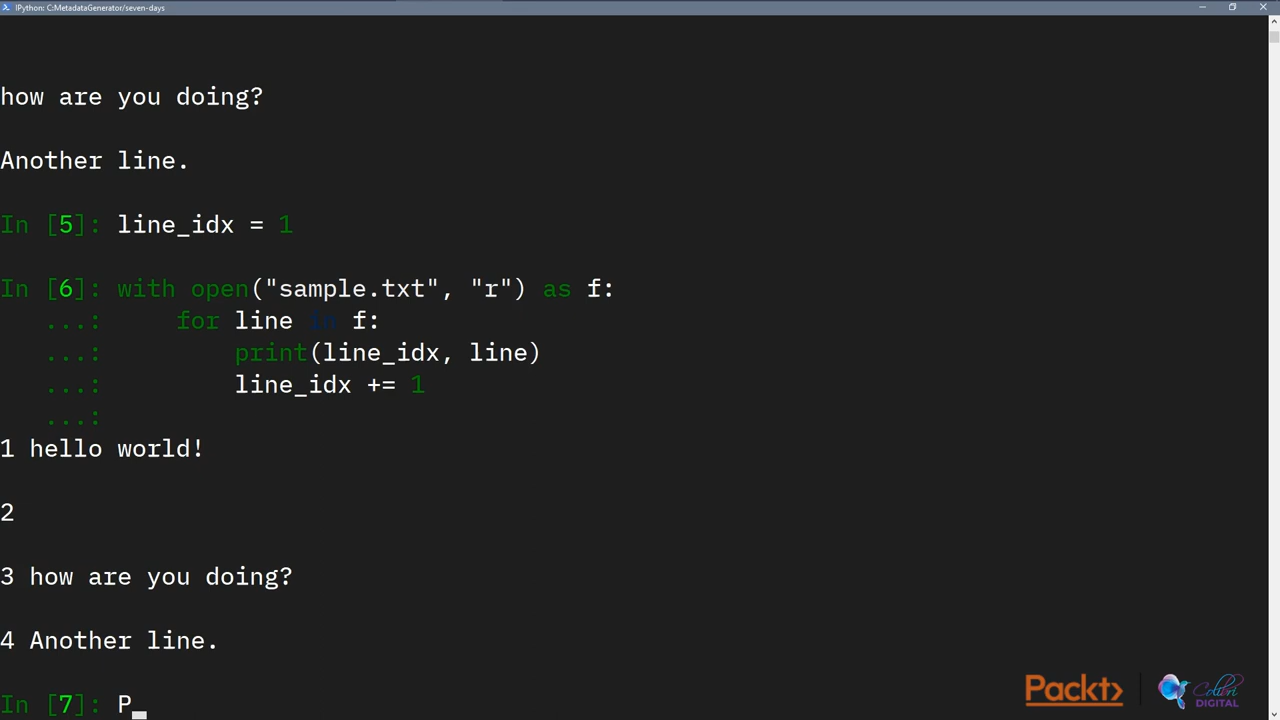 IPython: C:MetadataGenerator/seven-days
how are you doing?
Another line.
In [5]: line_idx = 1
In [6]: with open("sample.txt", "r") as f:
...: for line in f:
...: print(line_idx, line)
...: line_idx += 1
...:
1 hello world!
2
3 how are you doing?
4 Another line.
In [7]: P
Packt>
Colibri
DIGITAL